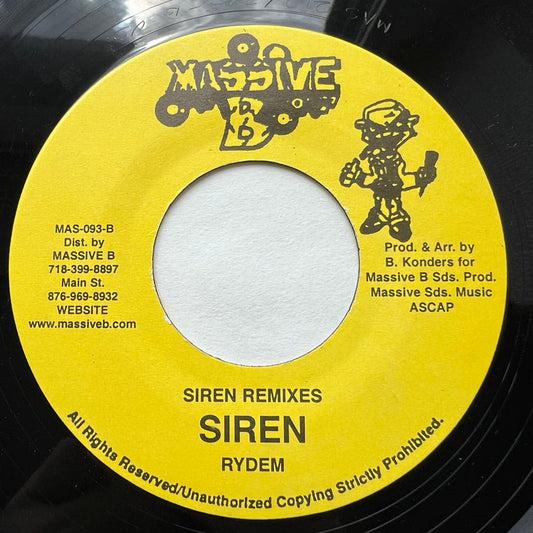 MASSIVE
B
MAS-093-B
Dist. by
MASSIVE B
718-399-8897
Main St.
876-969-8932
WEBSITE
www.massiveb.com
Prod. & Arr. by
B. Konders for
Massive B Sds. Prod.
Massive Sds. Music
ASCAP
SIREN REMIXES
SIREN
RYDEM
All Rights Reserved/Unauthorized Copying Strictly Prohibited.